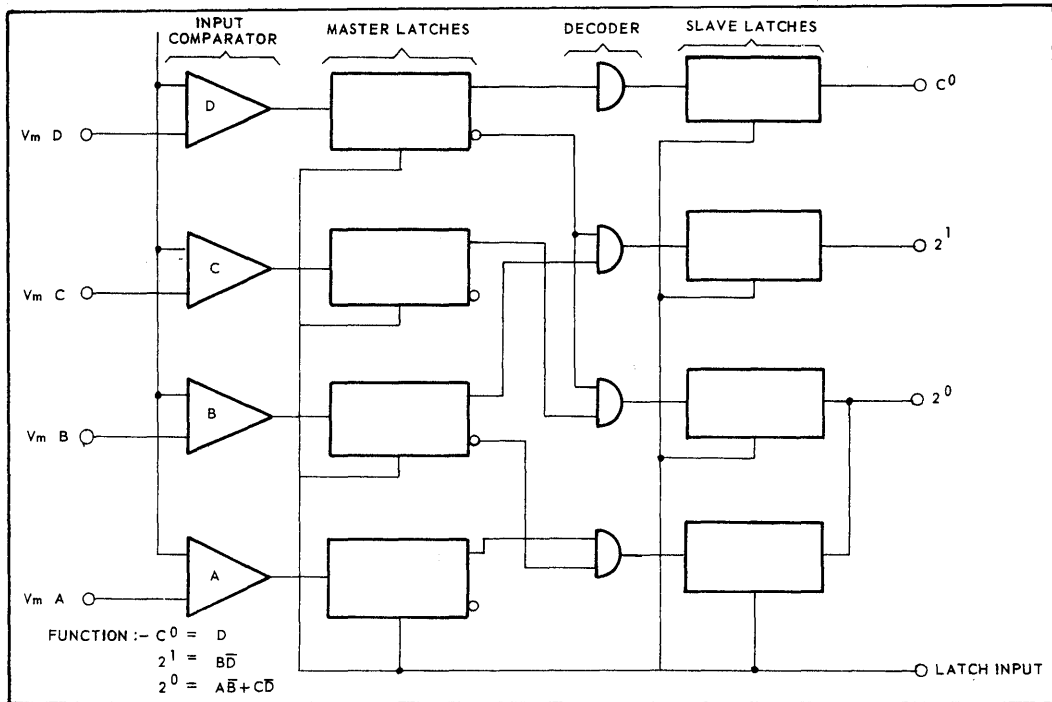 INPUT
COMPARATOR
MASTER LATCHES
DECODER
SLAVE LATCHES
D
C⁰
Vm D
C
2¹
Vm C
B
2⁰
Vm B
A
Vm A
FUNCTION :- C⁰ = D
2¹ = BD̅
2⁰ = AB̅+CD̅
LATCH INPUT